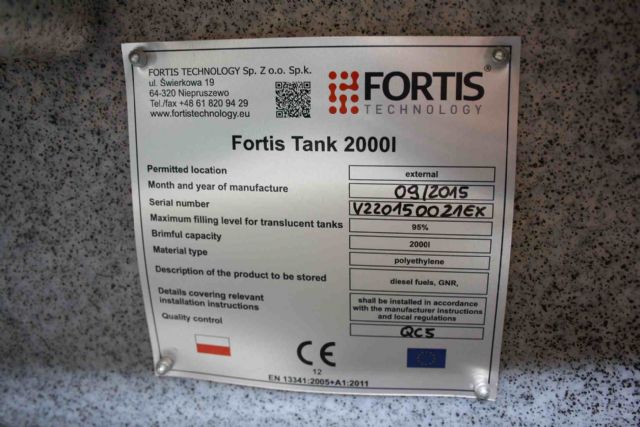 FORTIS TECHNOLOGY Sp. Z o.o. Sp.k.
ul. Świerkowa 19
64-320 Niepruszewo
Tel./fax +48 61 820 94 29
www.fortistechnology.eu
FORTIS®
TECHNOLOGY
Fortis Tank 2000l
Permitted location external
Month and year of manufacture 09/2015
Serial number V220150021EX
Maximum filling level for translucent tanks 95%
Brimful capacity 2000l
Material type polyethylene
Description of the product to be stored diesel fuels, GNR,
Details covering relevant
installation instructions
shall be installed in accordance
with the manufacturer instructions
and local regulations
Quality control QC5
CE
12
EN 13341:2005+A1:2011